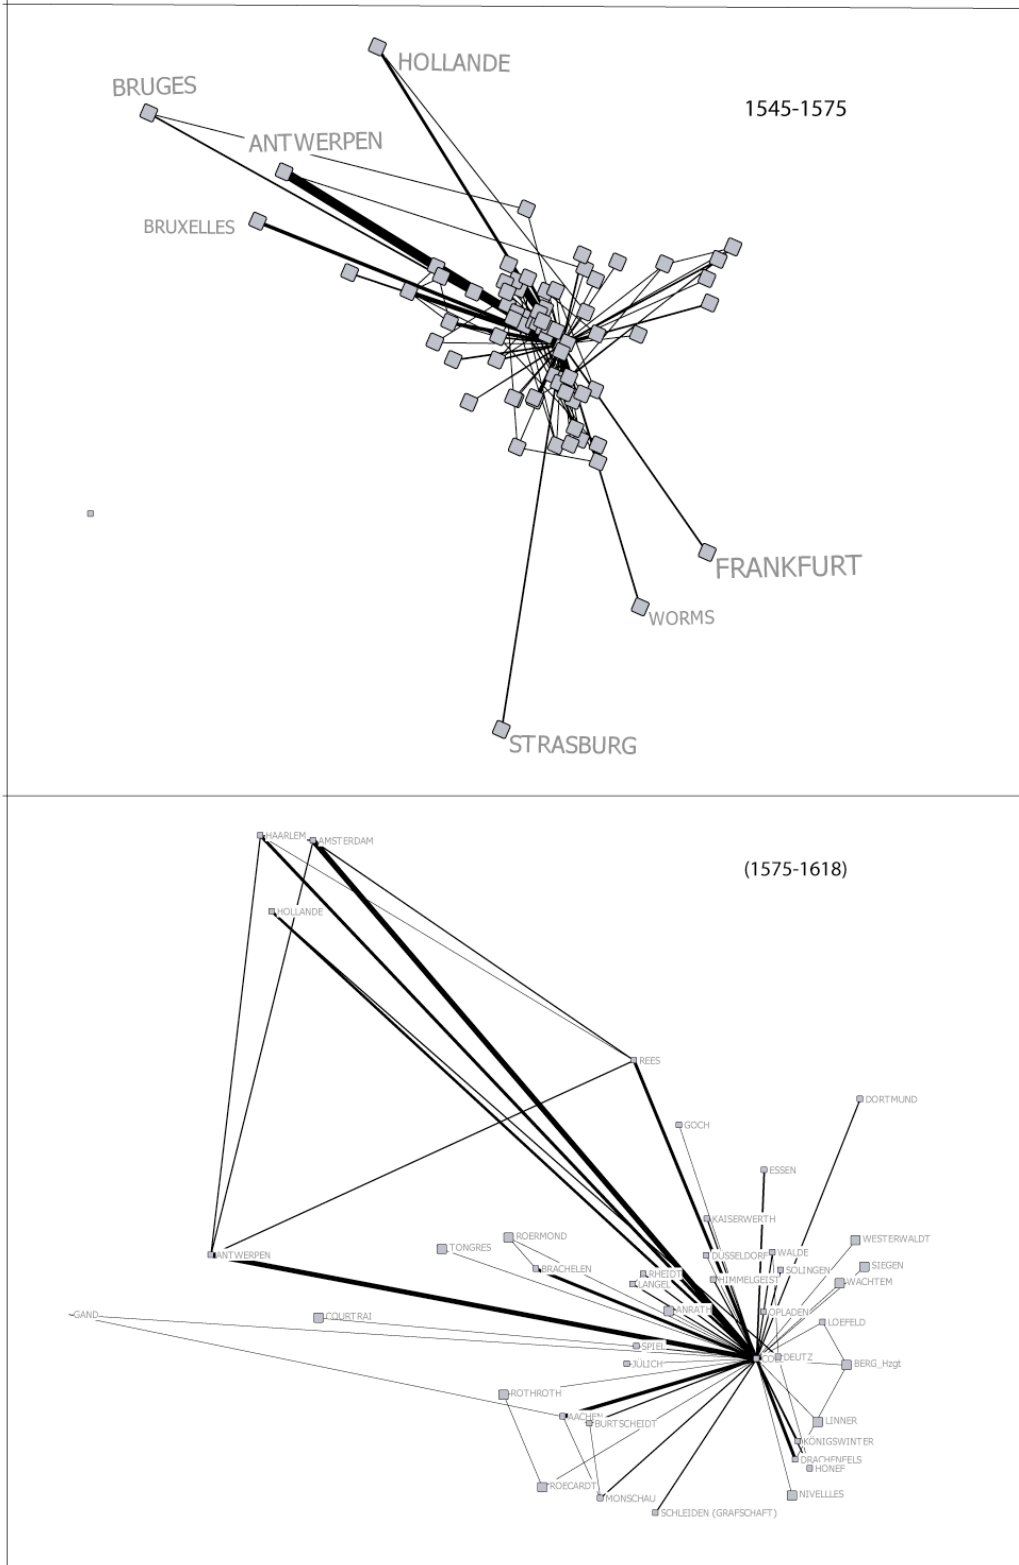 HOLLANDE
BRUGES
1545-1575
ANTWERPEN
BRUXELLES
FRANKFURT
WORMS
STRASBURG
HAARLEM
AMSTERDAM
(1575-1618)
HOLLANDE
REES
DORTMUND
GOCH
ESSEN
KAISERWERTH
ROERMOND
WESTERWALDT
TONGRES
ANTWERPEN
DUSSELDORF
WALDE
BRACHELEN
SIEGEN
SOLINGEN
RHEIDT
HIMMELGEIST
WACHTEM
LANGEL
ANRATH
OPLADEN
GAND
COURTRAI
LOEFELD
SPIEL
DEUTZ
JÜLICH
BERG_Hzgt
ROTHROTH
AACHEN
BURTSCHEIDT
LINNER
KÖNIGSWINTER
DRACHENFELS
HONEF
ROECARDT
NIVELLLES
MONSCHAU
SCHLEIDEN (GRAFSCHAFT)